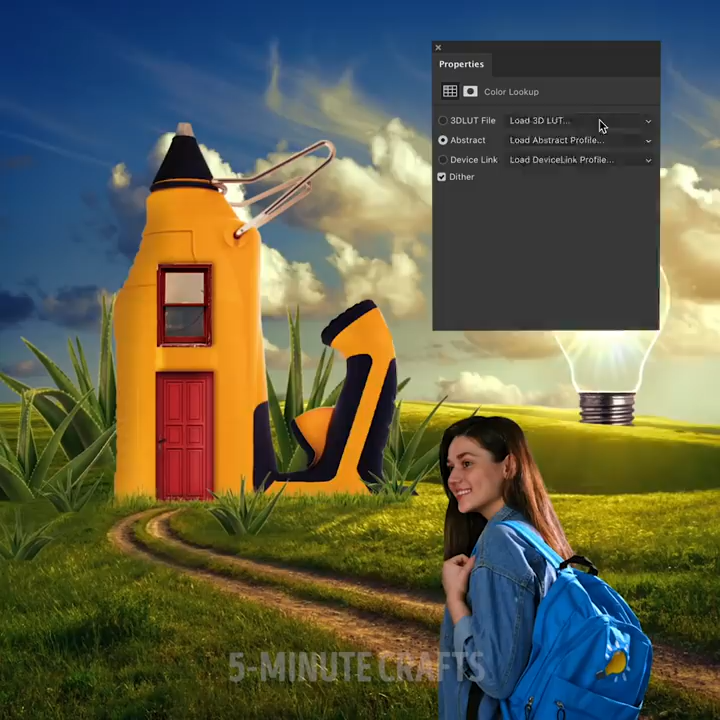 Properties
Color Lookup
3DLUT File Load 3D LUT...
Abstract Load Abstract Profile...
Device Link Load DeviceLink Profile...
Dither
5-MINUTE CRAFTS